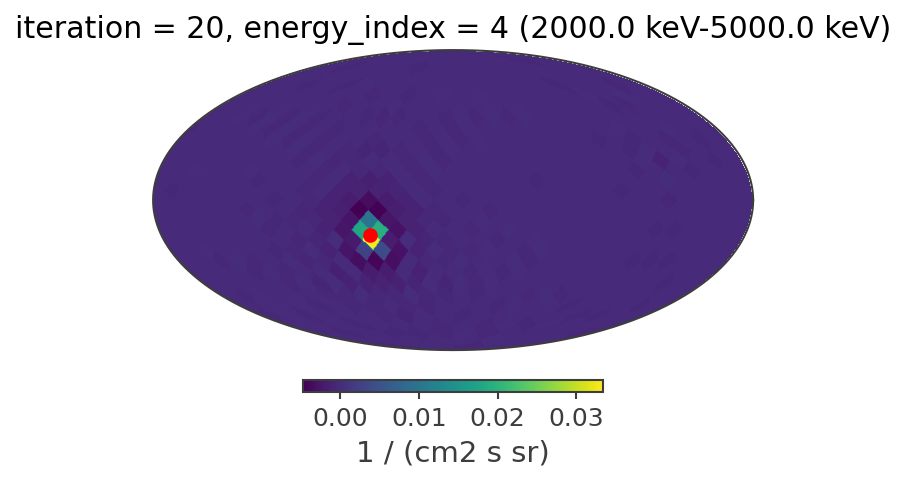 iteration = 20, energy_index = 4 (2000.0 keV-5000.0 keV)
0.00 0.01 0.02 0.03
1 / (cm2 s sr)